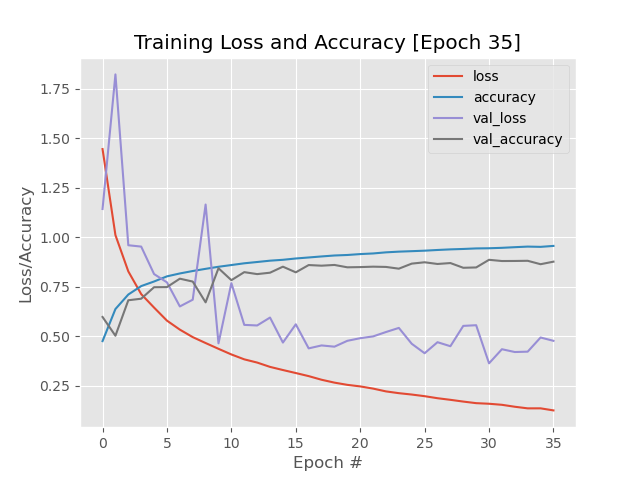 Training Loss and Accuracy [Epoch 35]
loss
accuracy
val_loss
val_accuracy
1.75
1.50
1.25
1.00
0.75
0.50
0.25
Loss/Accuracy
0 5 10 15 20 25 30 35
Epoch #